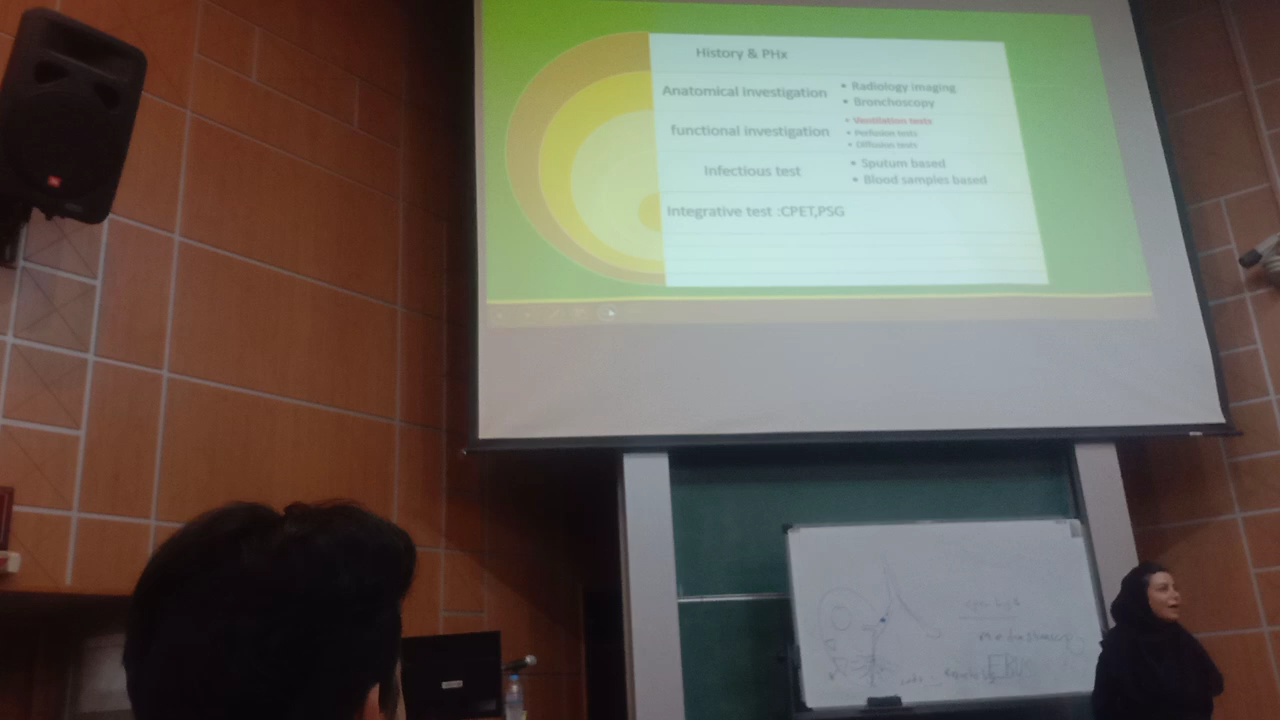 History & PHx
Anatomical investigation
• Radiology imaging
• Bronchoscopy
functional investigation
• Ventilation tests
• Perfusion tests
• Diffusion tests
Infectious test
• Sputum based
• Blood samples based
Integrative test :CPET,PSG